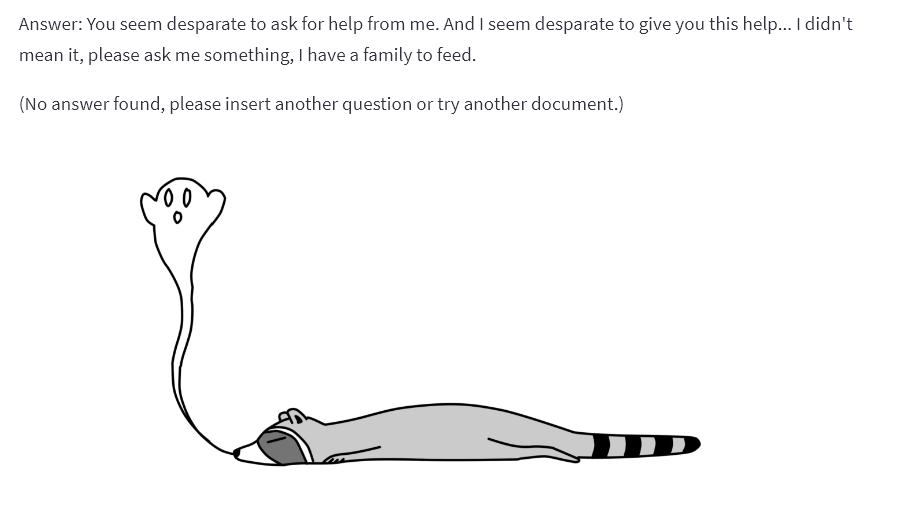 Answer: You seem desparate to ask for help from me. And I seem desparate to give you this help... I didn't
mean it, please ask me something, I have a family to feed.
(No answer found, please insert another question or try another document.)